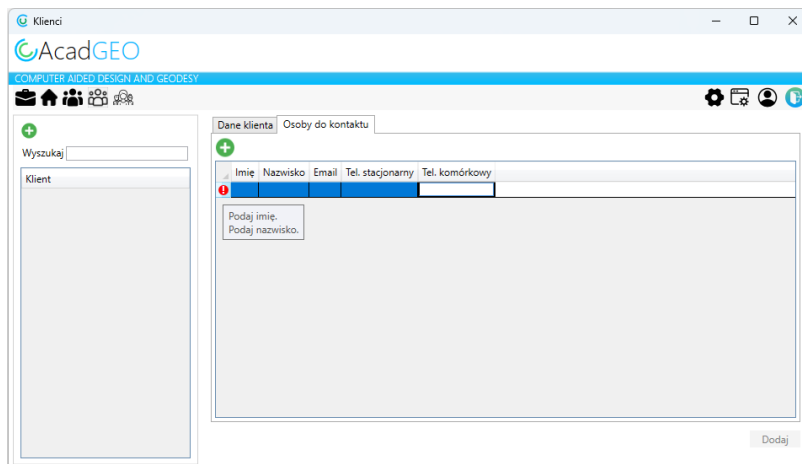 Klienci
AcadGEO
COMPUTER AIDED DESIGN AND GEODESY
Wyszukaj
Klient
Dane klienta Osoby do kontaktu
Imię Nazwisko Email Tel. stacjonarny Tel. komórkowy
Podaj imię.
Podaj nazwisko.
Dodaj